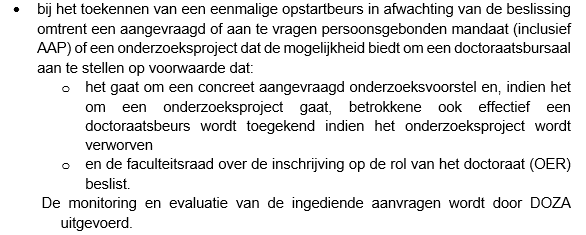 • bij het toekennen van een eenmalige opstartbeurs in afwachting van de beslissing
omtrent een aangevraagd of aan te vragen persoonsgebonden mandaat (inclusief
AAP) of een onderzoeksproject dat de mogelijkheid biedt om een doctoraatsbursaal
aan te stellen op voorwaarde dat:
o het gaat om een concreet aangevraagd onderzoeksvoorstel en, indien het
om een onderzoeksproject gaat, betrokkene ook effectief een
doctoraatsbeurs wordt toegekend indien het onderzoeksproject wordt
verworven
o en de faculteitsraad over de inschrijving op de rol van het doctoraat (OER)
beslist.
De monitoring en evaluatie van de ingediende aanvragen wordt door DOZA
uitgevoerd.